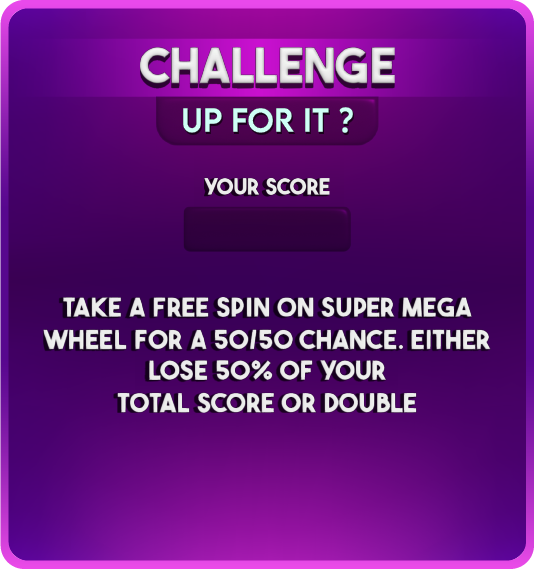 CHALLENGE
UP FOR IT ?
YOUR SCORE
TAKE A FREE SPIN ON SUPER MEGA
WHEEL FOR A 50/50 CHANCE. EITHER
LOSE 50% OF YOUR
TOTAL SCORE OR DOUBLE